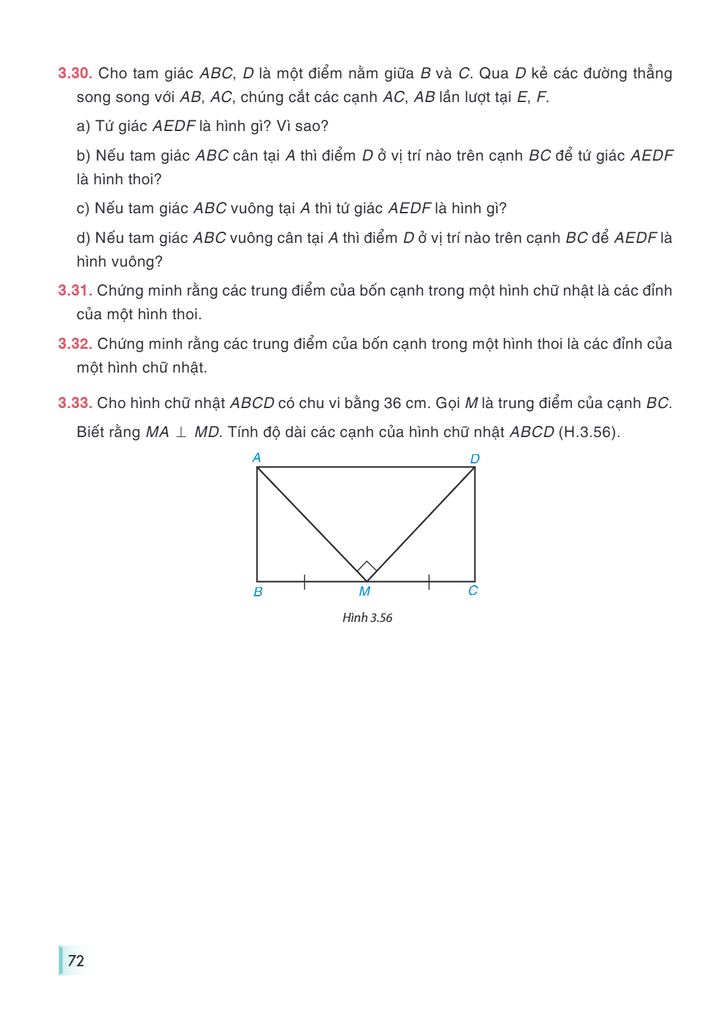 3.30. Cho tam giác ABC, D là một điểm nằm giữa B và C. Qua D kẻ các đường thẳng
song song với AB, AC, chúng cắt các cạnh AC, AB lần lượt tại E, F.
a) Tứ giác AEDF là hình gì? Vì sao?
b) Nếu tam giác ABC cân tại A thì điểm D ở vị trí nào trên cạnh BC để tứ giác AEDF
là hình thoi?
c) Nếu tam giác ABC vuông tại A thì tứ giác AEDF là hình gì?
d) Nếu tam giác ABC vuông cân tại A thì điểm D ở vị trí nào trên cạnh BC để AEDF là
hình vuông?
3.31. Chứng minh rằng các trung điểm của bốn cạnh trong một hình chữ nhật là các đỉnh
của một hình thoi.
3.32. Chứng minh rằng các trung điểm của bốn cạnh trong một hình thoi là các đỉnh của
một hình chữ nhật.
3.33. Cho hình chữ nhật ABCD có chu vi bằng 36 cm. Gọi M là trung điểm của cạnh BC.
Biết rằng MA ⊥ MD. Tính độ dài các cạnh của hình chữ nhật ABCD (H.3.56).
A D
B M C
Hình 3.56
72